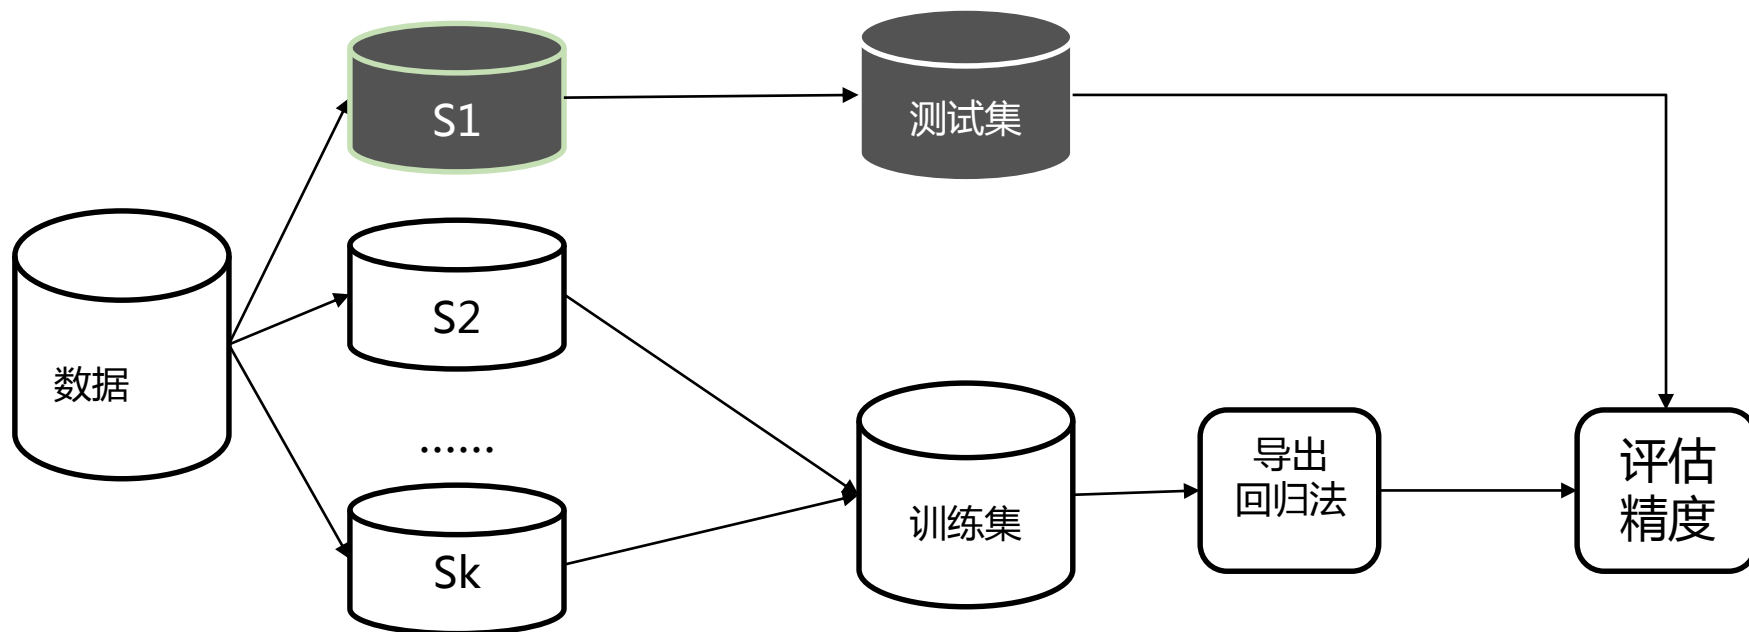 S1
测试集
数据
S2
......
Sk
训练集
导出
回归法
评估
精度